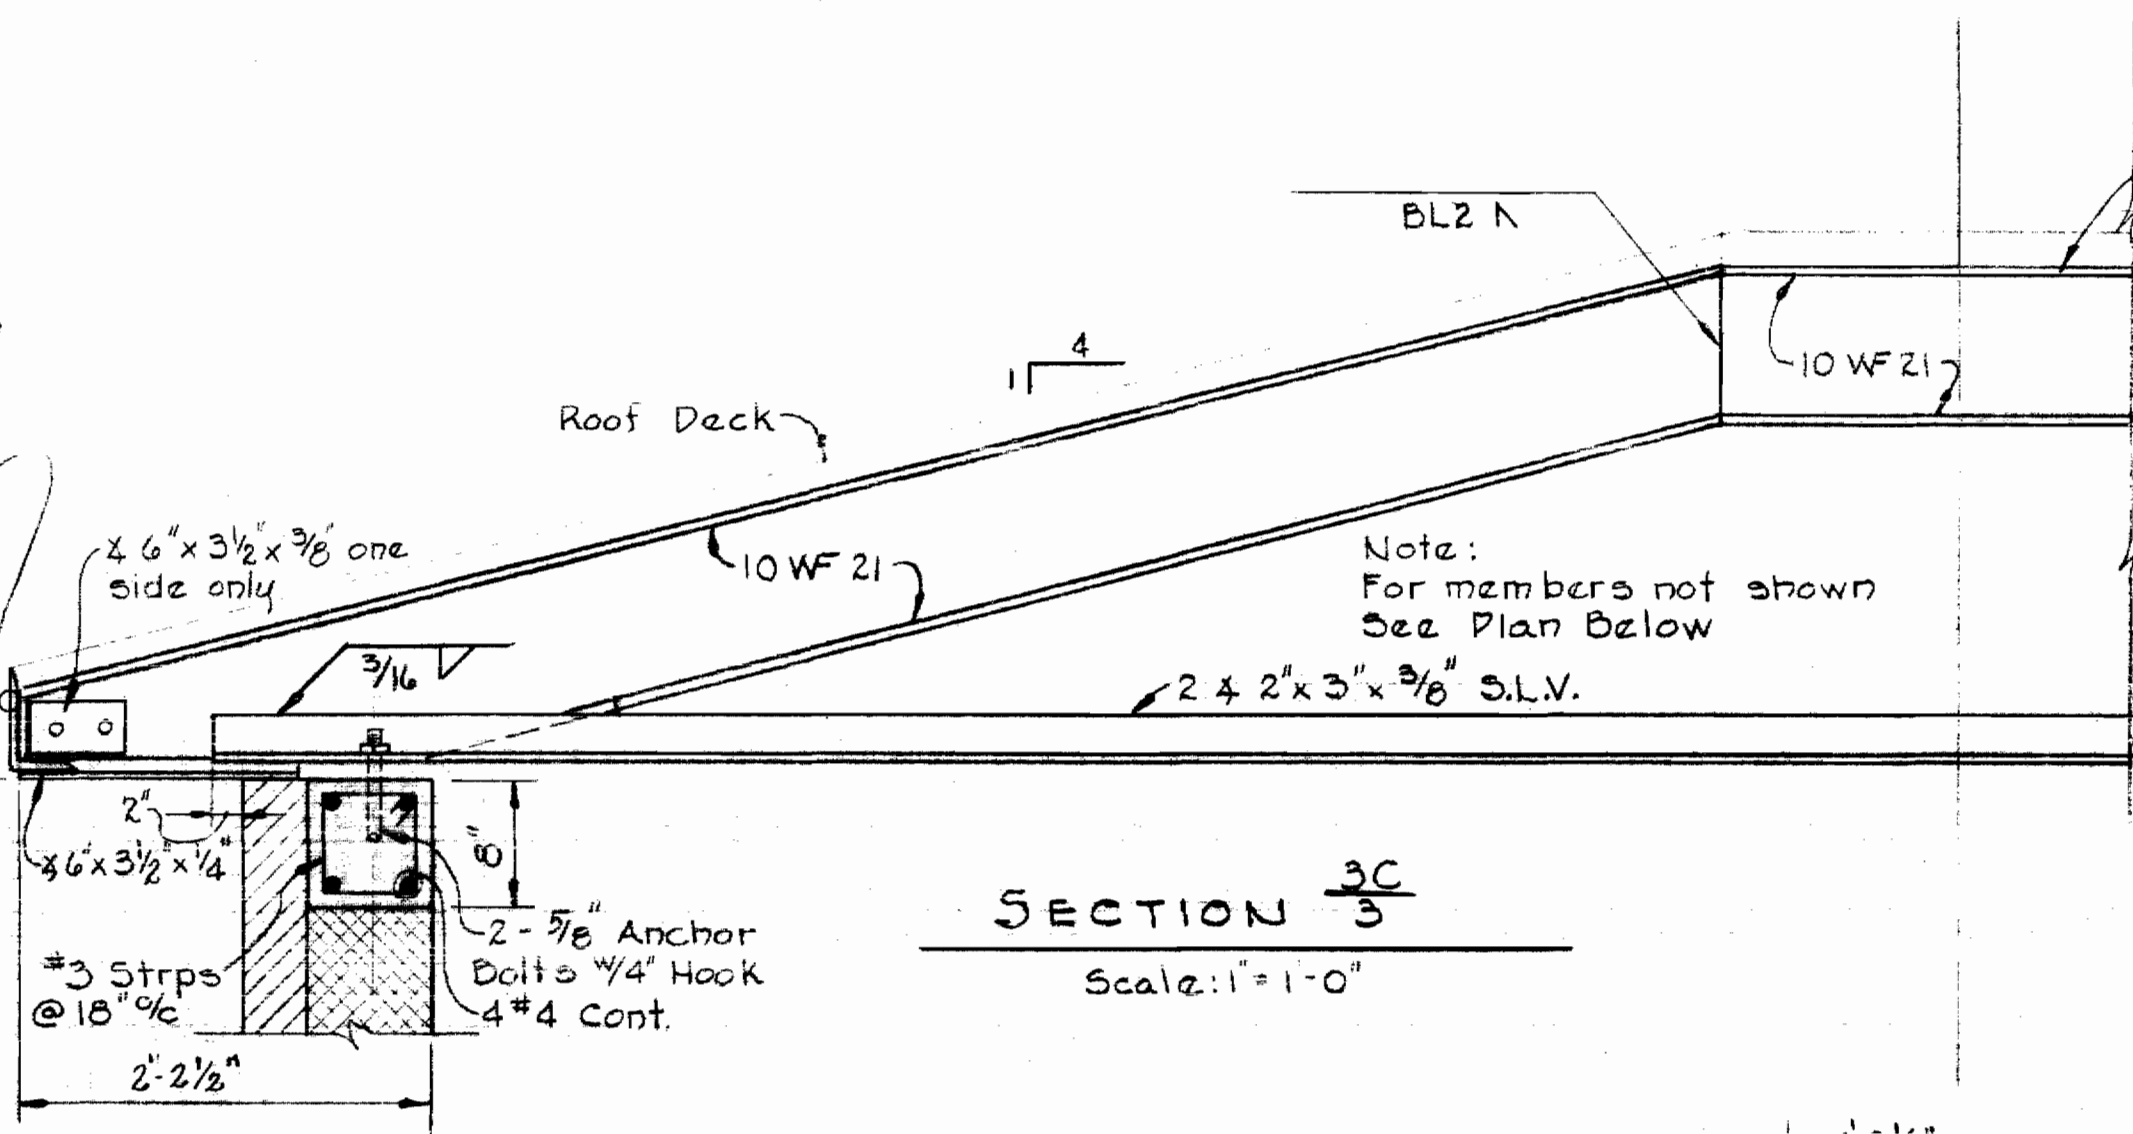 BL2 Λ
4
1
10 WF 21
Roof Deck
∡ 6" x 3½" x 3/8" one
side only
10 WF 21
Note:
For members not shown
See Plan Below
3/16
2 ∡ 2" x 3" x 3/8" S.L.V.
2"
∡ 6" x 3½" x ¼"
8"
#3 Strps
@ 18" o/c
2 - 5/8" Anchor
Bolts w/4" Hook
4 #4 Cont.
2'-2½"
SECTION 3C/3
Scale: 1" = 1'-0"